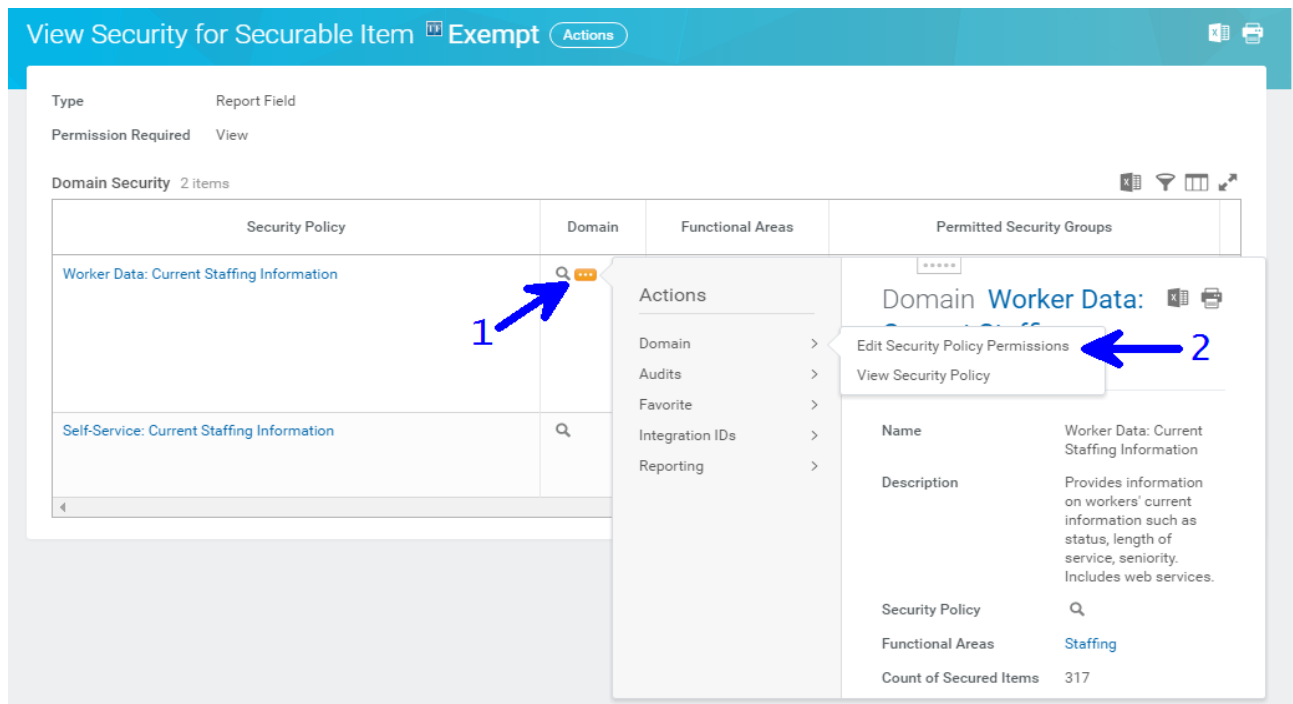 View Security for Securable Item TF Exempt Actions
Type Report Field
Permission Required View
Domain Security 2 items
Security Policy Domain Functional Areas Permitted Security Groups
Worker Data: Current Staffing Information
1
Self-Service: Current Staffing Information
Actions
Domain
Audits
Favorite
Integration IDs
Reporting
Edit Security Policy Permissions
View Security Policy
2
Domain Worker Data:
Name Worker Data: Current
Staffing Information
Description Provides information
on workers' current
information such as
status, length of
service, seniority.
Includes web services.
Security Policy
Functional Areas Staffing
Count of Secured Items 317